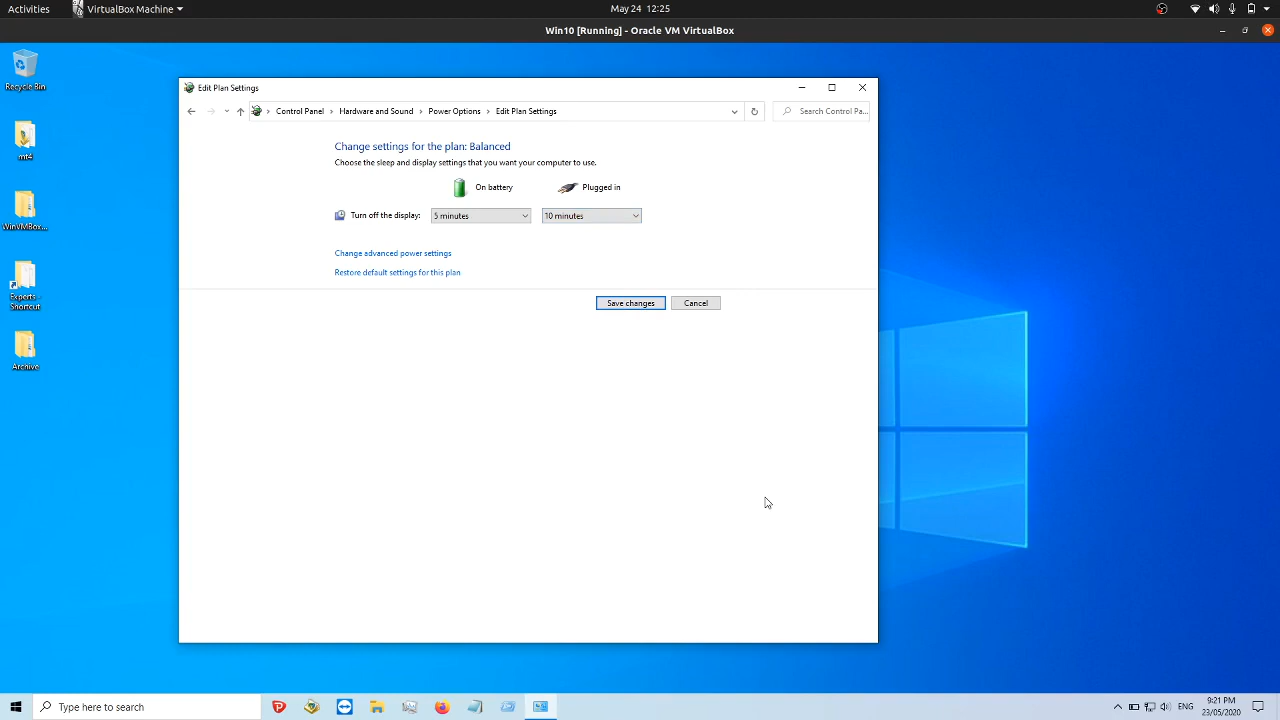 Activities
VirtualBox Machine
May 24 12:25
Win10 [Running] - Oracle VM VirtualBox
Recycle Bin
mt4
WinVMBox...
Experts - Shortcut
Archive
Edit Plan Settings
Control Panel > Hardware and Sound > Power Options > Edit Plan Settings
Search Control Pa...
Change settings for the plan: Balanced
Choose the sleep and display settings that you want your computer to use.
On battery
Plugged in
Turn off the display:
5 minutes
10 minutes
Change advanced power settings
Restore default settings for this plan
Save changes
Cancel
Type here to search
ENG
9:21 PM
23/05/2020